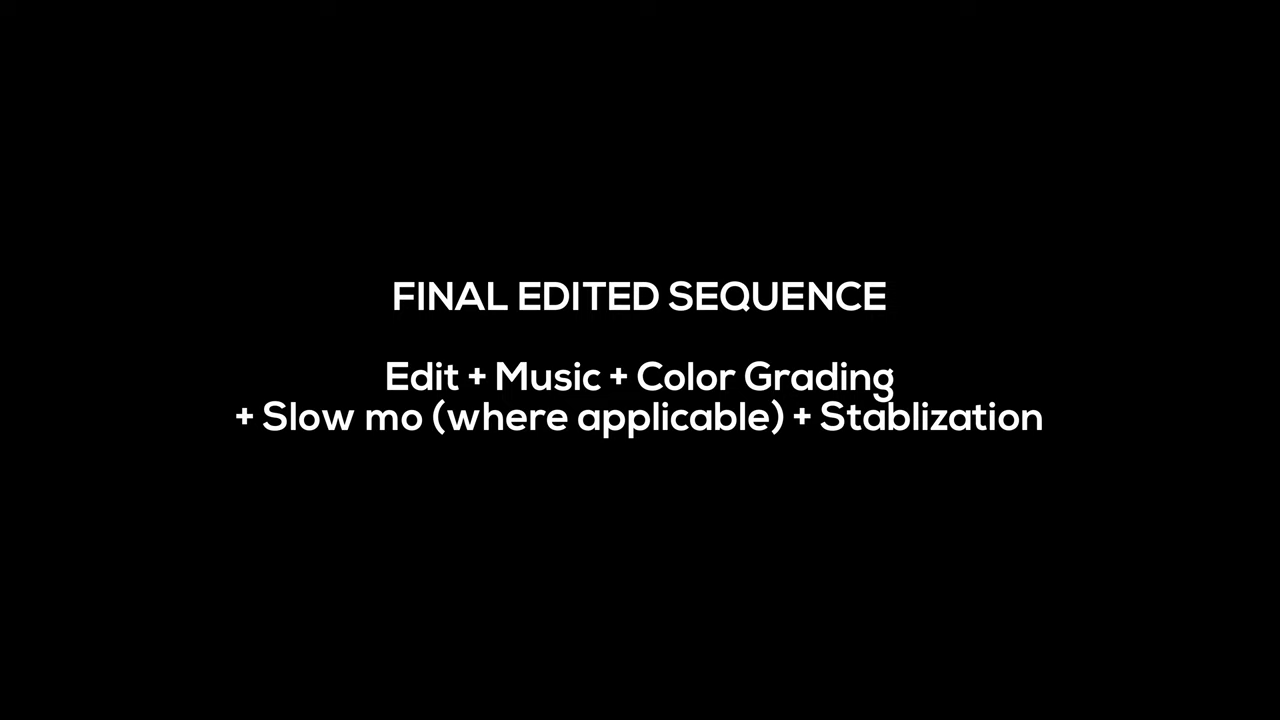 FINAL EDITED SEQUENCE
Edit + Music + Color Grading
+ Slow mo (where applicable) + Stablization